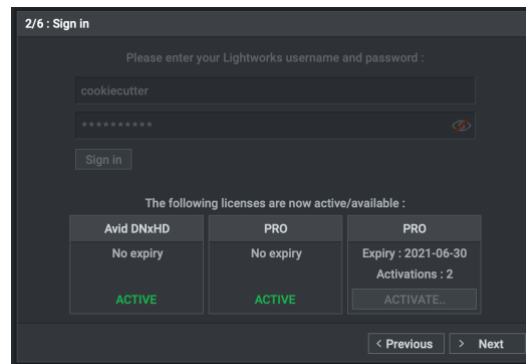 2/6 : Sign in
Please enter your Lightworks username and password :
cookiecutter
**********
Sign in
The following licenses are now active/available :
Avid DNxHD
No expiry
ACTIVE
PRO
No expiry
ACTIVE
PRO
Expiry : 2021-06-30
Activations : 2
ACTIVATE..
< Previous
> Next